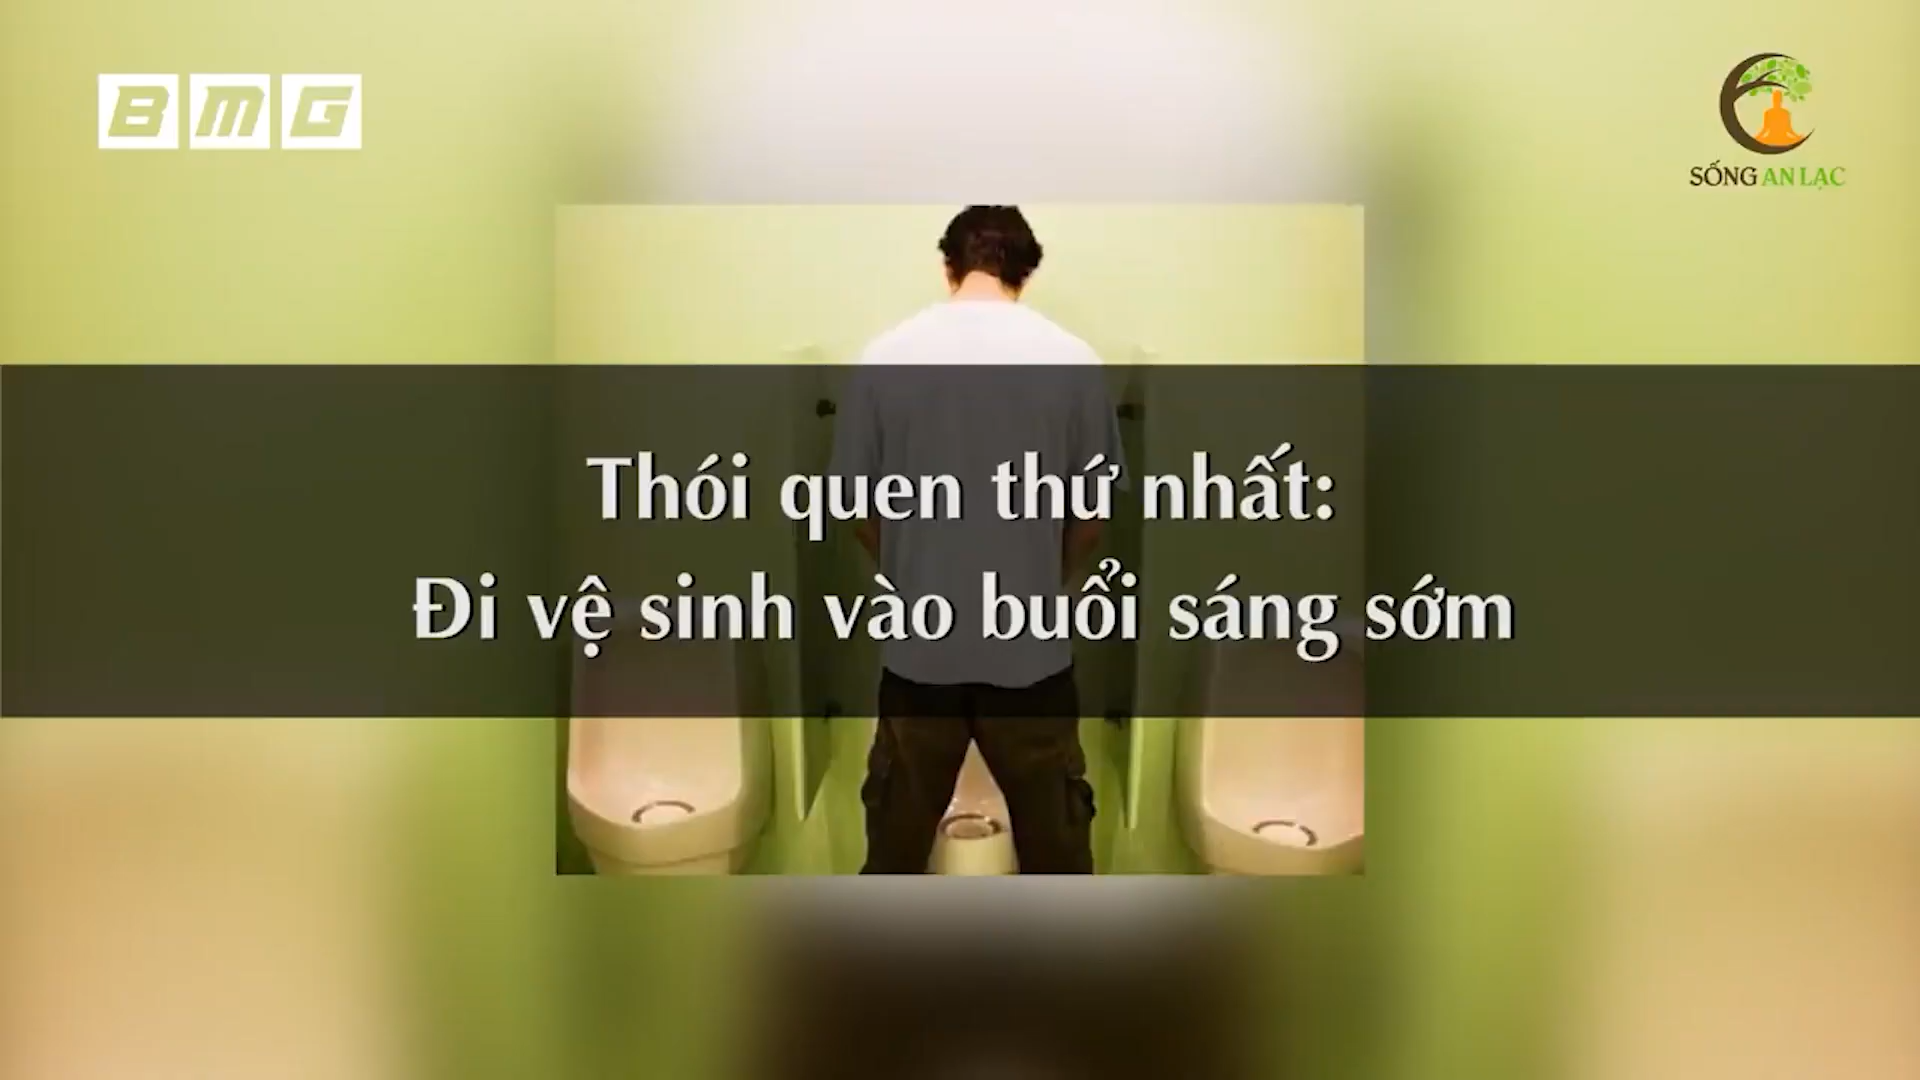 BMG
SỐNG AN LẠC
Thói quen thứ nhất:
Đi vệ sinh vào buổi sáng sớm